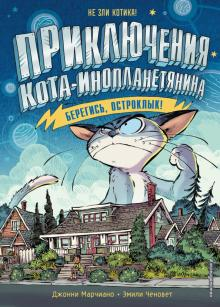 НЕ ЗЛИ КОТИКА!
ПРИКЛЮЧЕНИЯ
КОТА-ИНОПЛАНЕТЯНИНА
БЕРЕГИСЬ, ОСТРОКЛЫК!
ДЖОННИ МАРЧИАНО • ЭМИЛИ ЧЕНОВЕТ